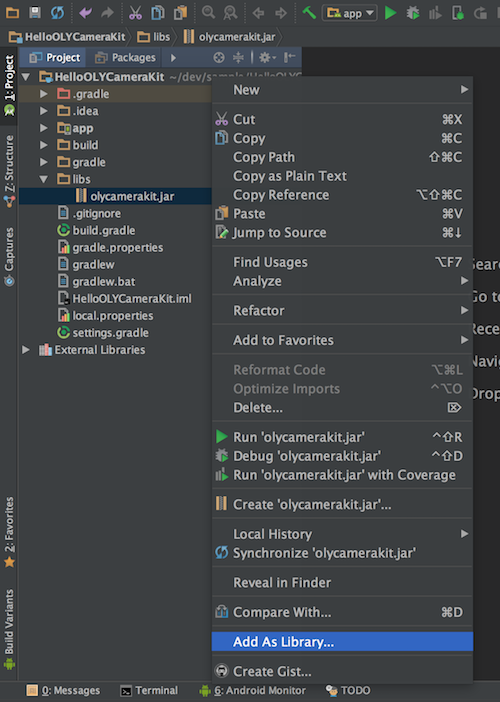 app
HelloOLYCameraKit
libs
olycamerakit.jar
1: Project
Z: Structure
Captures
2: Favorites
Build Variants
Project
Packages
HelloOLYCameraKit ~/dev/sample/HelloOLYC
.gradle
.idea
app
build
gradle
libs
olycamerakit.jar
.gitignore
build.gradle
gradle.properties
gradlew
gradlew.bat
HelloOLYCameraKit.iml
local.properties
settings.gradle
External Libraries
New
Cut ⌘X
Copy ⌘C
Copy Path ⇧⌘C
Copy as Plain Text
Copy Reference ⌥⇧⌘C
Paste ⌘V
Jump to Source ⌘↓
Find Usages ⌥F7
Analyze
Refactor
Add to Favorites
Reformat Code ⌥⌘L
Optimize Imports ^⌥O
Delete... ⌦
Run 'olycamerakit.jar' ^⇧R
Debug 'olycamerakit.jar' ^⇧D
Run 'olycamerakit.jar' with Coverage
Create 'olycamerakit.jar'...
Local History
Synchronize 'olycamerakit.jar'
Reveal in Finder
Compare With... ⌘D
Add As Library...
Create Gist...
Sear
Go to
Rece
Navi
Drop
0: Messages
Terminal
6: Android Monitor
TODO